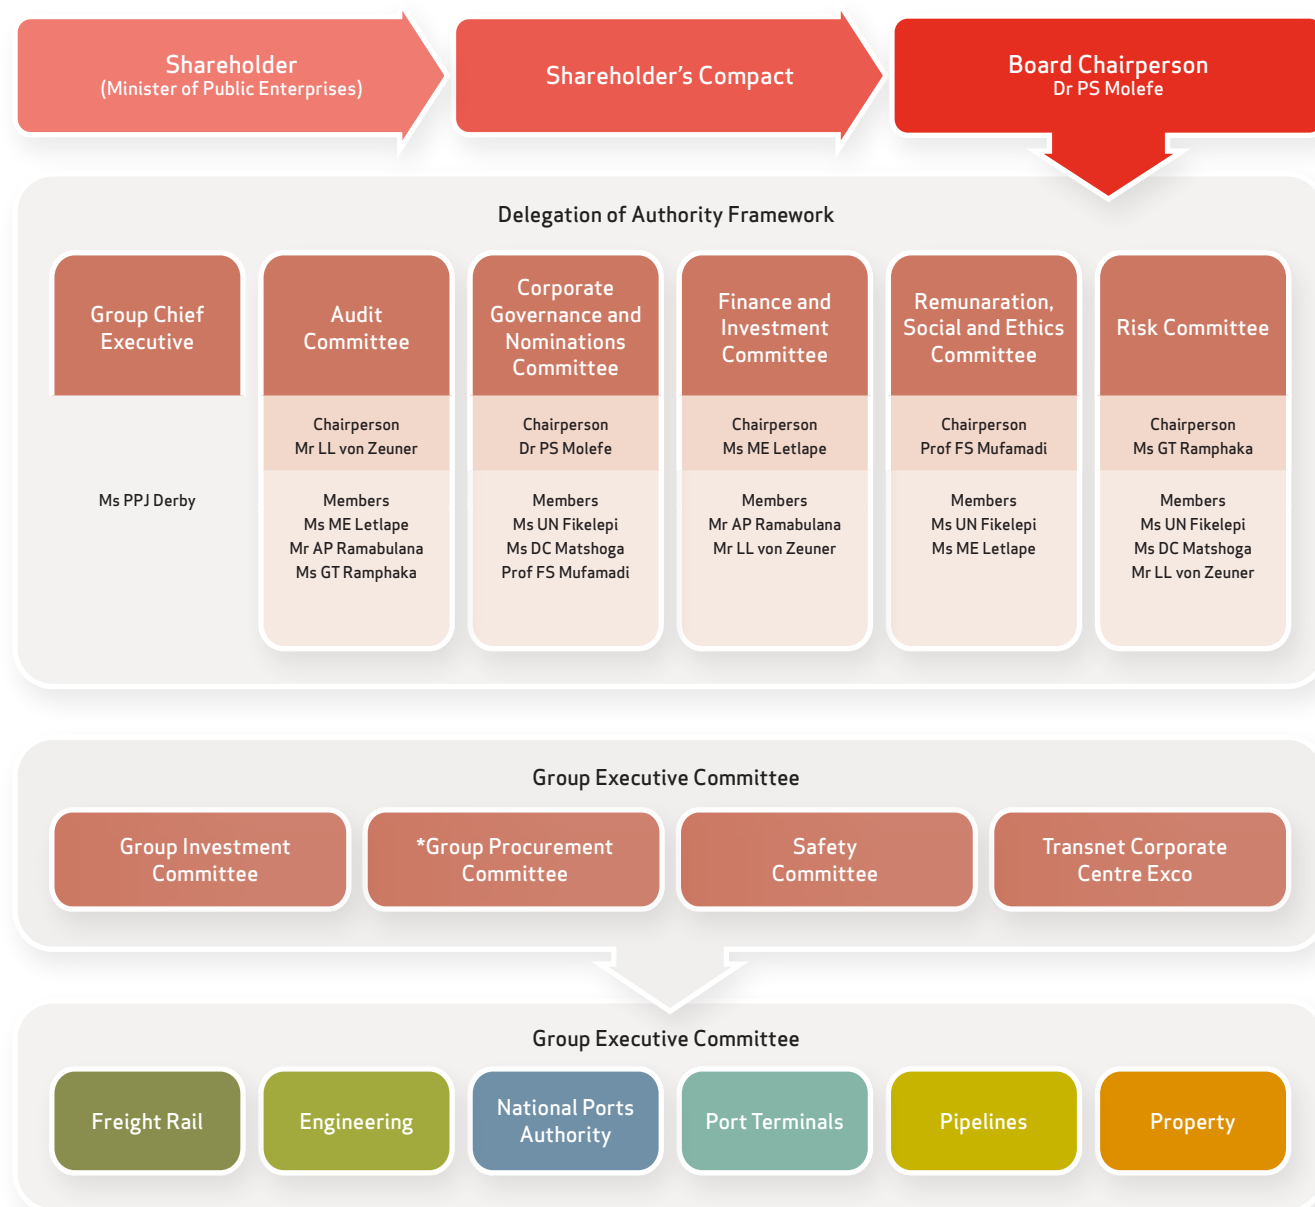 Shareholder
(Minister of Public Enterprises)
Shareholder’s Compact
Board Chairperson
Dr PS Molefe
Delegation of Authority Framework
Group Chief
Executive
Ms PPJ Derby
Audit
Committee
Chairperson
Mr LL von Zeuner
Members
Ms ME Letlape
Mr AP Ramabulana
Ms GT Ramphaka
Corporate
Governance and
Nominations
Committee
Chairperson
Dr PS Molefe
Members
Ms UN Fikelepi
Ms DC Matshoga
Prof FS Mufamadi
Finance and
Investment
Committee
Chairperson
Ms ME Letlape
Members
Mr AP Ramabulana
Mr LL von Zeuner
Remunaration,
Social and Ethics
Committee
Chairperson
Prof FS Mufamadi
Members
Ms UN Fikelepi
Ms ME Letlape
Risk Committee
Chairperson
Ms GT Ramphaka
Members
Ms UN Fikelepi
Ms DC Matshoga
Mr LL von Zeuner
Group Executive Committee
Group Investment
Committee
*Group Procurement
Committee
Safety
Committee
Transnet Corporate
Centre Exco
Group Executive Committee
Freight Rail
Engineering
National Ports
Authority
Port Terminals
Pipelines
Property